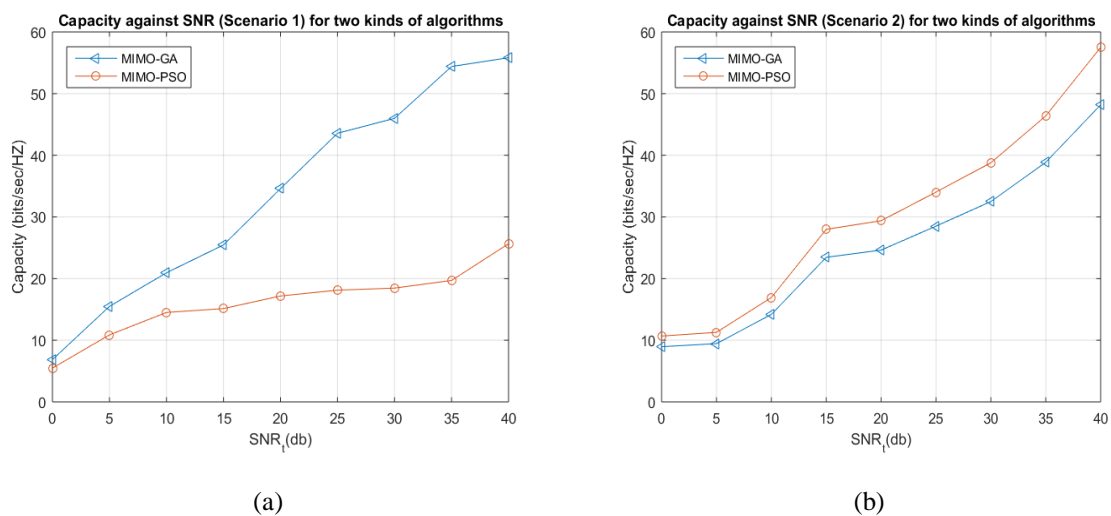 Capacity against SNR (Scenario 1) for two kinds of algorithms
60
50
40
30
20
10
0
Capacity (bits/sec/HZ)
MIMO-GA
MIMO-PSO
0 5 10 15 20 25 30 35 40
SNR_t(db)
(a)
Capacity against SNR (Scenario 2) for two kinds of algorithms
60
50
40
30
20
10
0
Capacity (bits/sec/HZ)
MIMO-GA
MIMO-PSO
0 5 10 15 20 25 30 35 40
SNR_t(db)
(b)